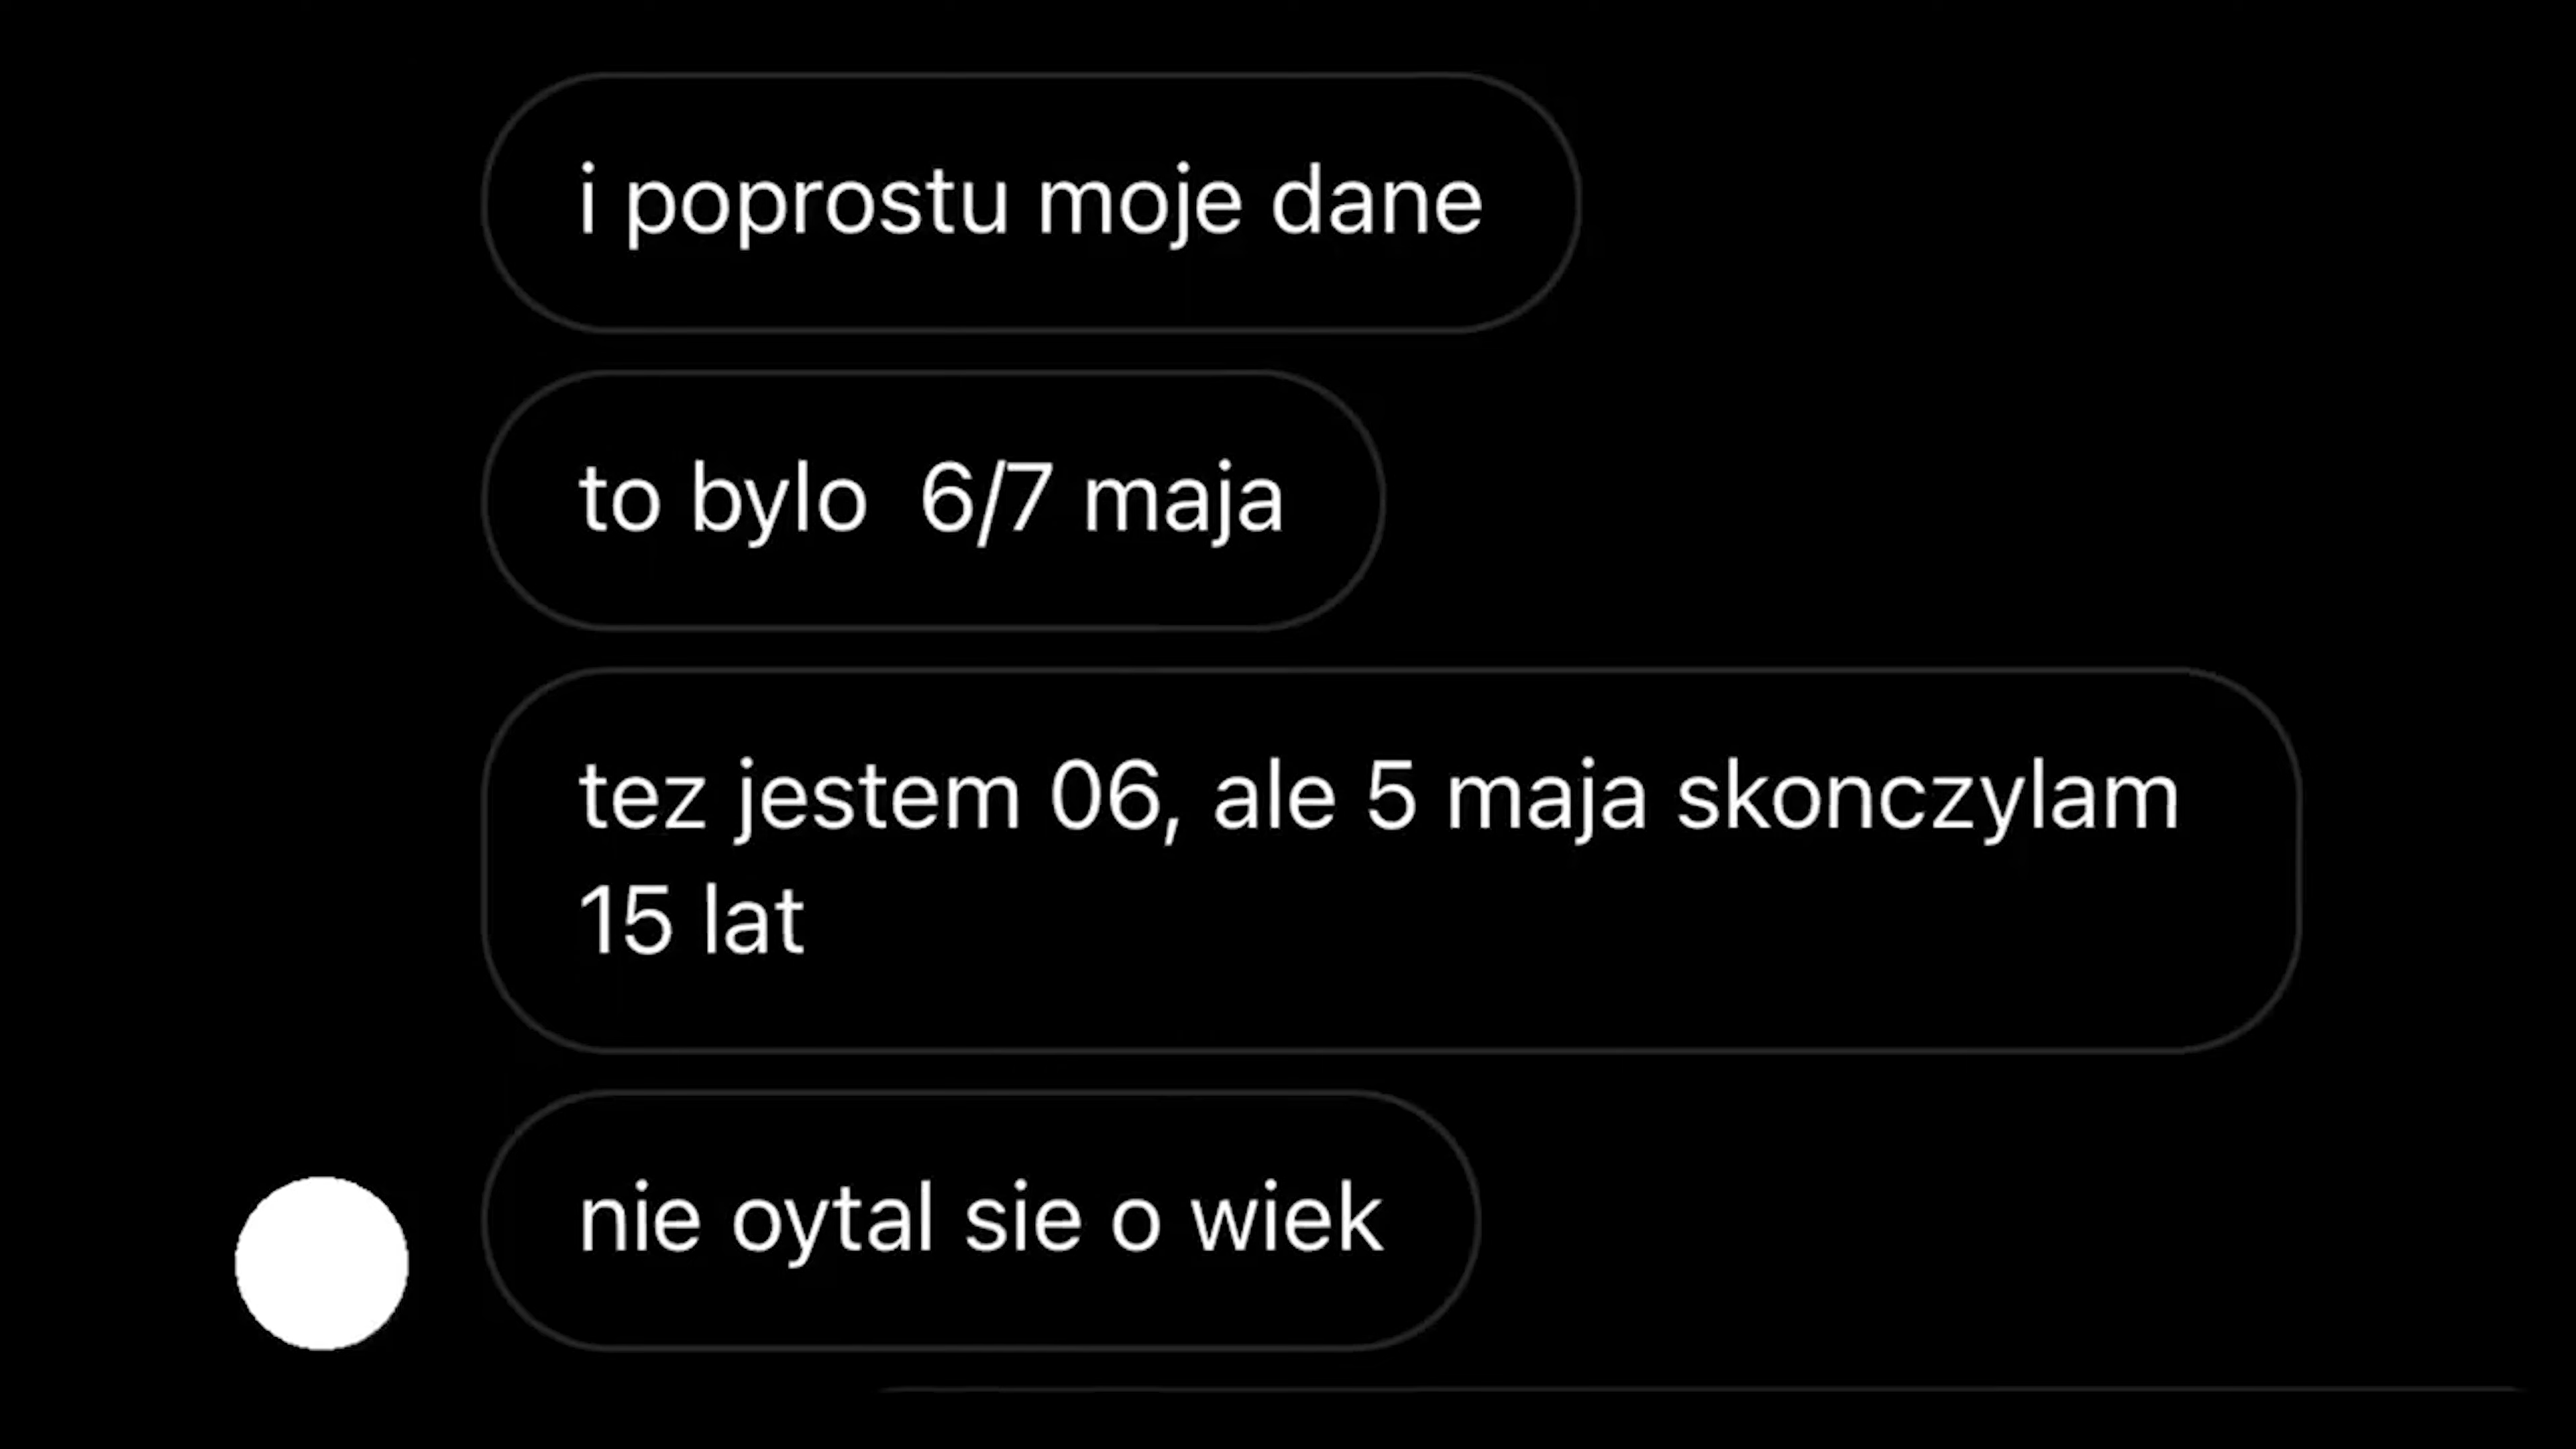 i poprostu moje dane
to bylo  6/7 maja
tez jestem 06, ale 5 maja skonczylam
15 lat
nie oytal sie o wiek